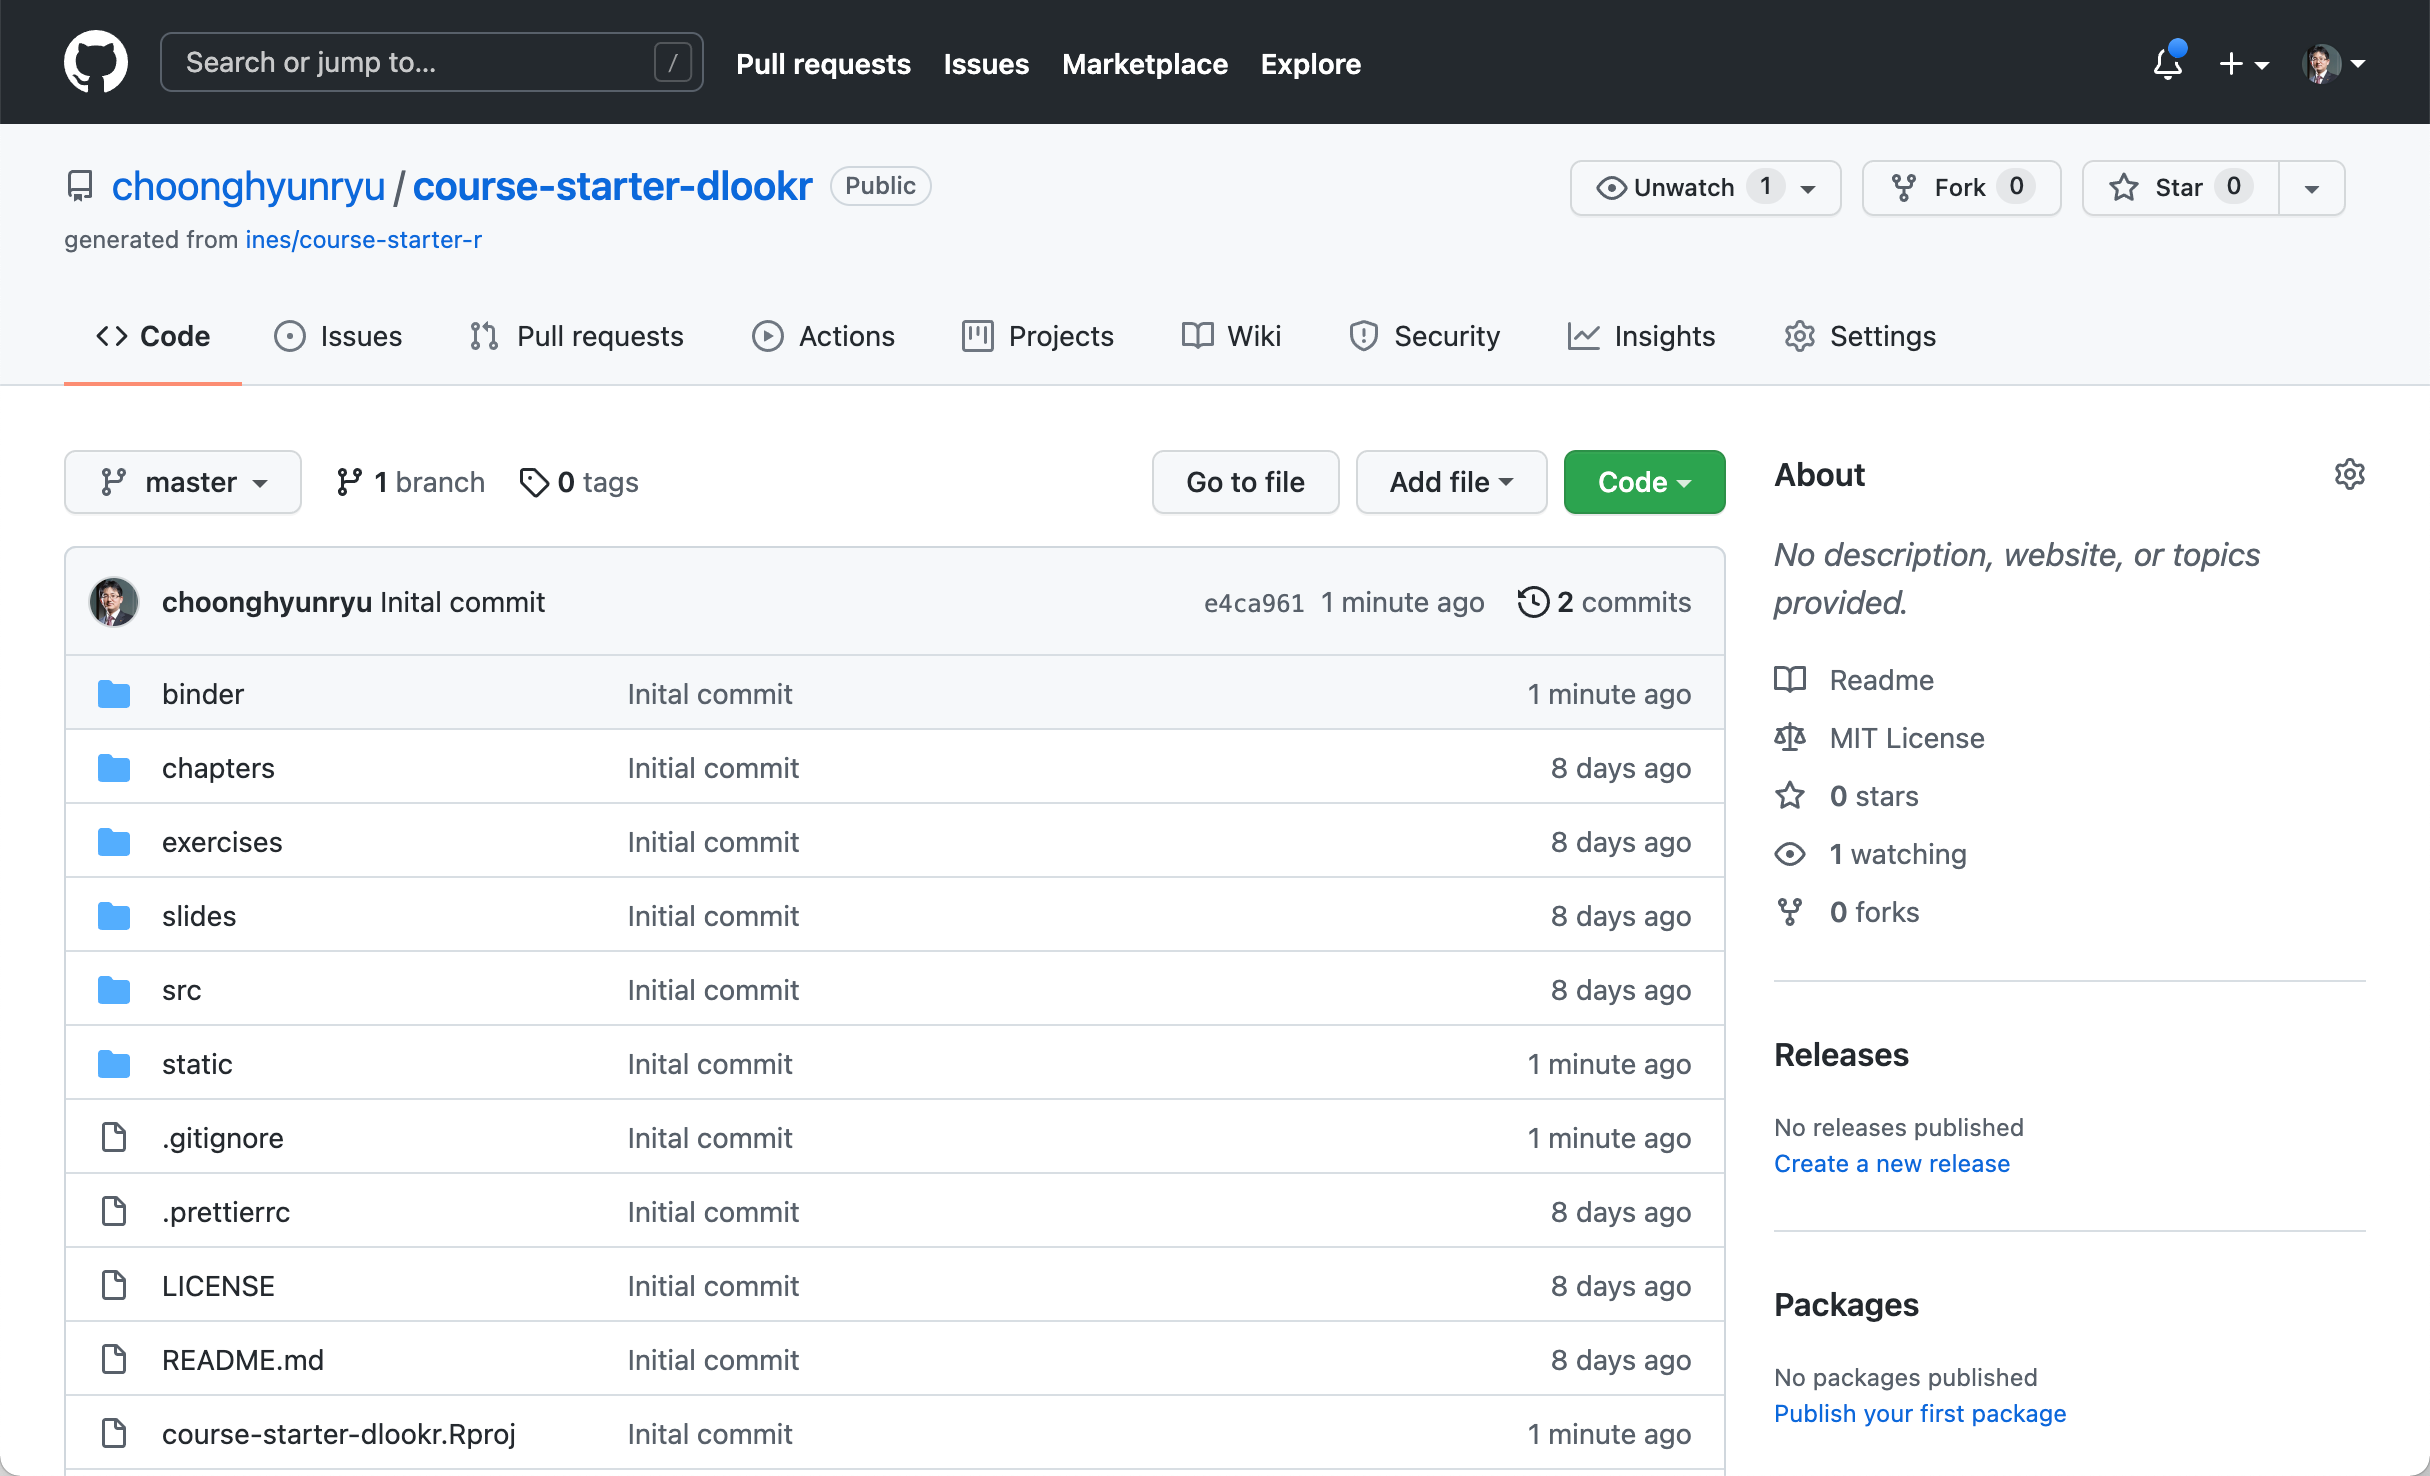 Search or jump to... /
Pull requests Issues Marketplace Explore
choonghyunryu / course-starter-dlookr Public
Unwatch 1 Fork 0 Star 0
generated from ines/course-starter-r
Code Issues Pull requests Actions Projects Wiki Security Insights Settings
master 1 branch 0 tags
Go to file Add file Code
choonghyunryu Inital commit e4ca961 1 minute ago 2 commits
binder Inital commit 1 minute ago
chapters Initial commit 8 days ago
exercises Initial commit 8 days ago
slides Initial commit 8 days ago
src Initial commit 8 days ago
static Inital commit 1 minute ago
.gitignore Inital commit 1 minute ago
.prettierrc Initial commit 8 days ago
LICENSE Initial commit 8 days ago
README.md Initial commit 8 days ago
course-starter-dlookr.Rproj Inital commit 1 minute ago
About
No description, website, or topics
provided.
Readme
MIT License
0 stars
1 watching
0 forks
Releases
No releases published
Create a new release
Packages
No packages published
Publish your first package